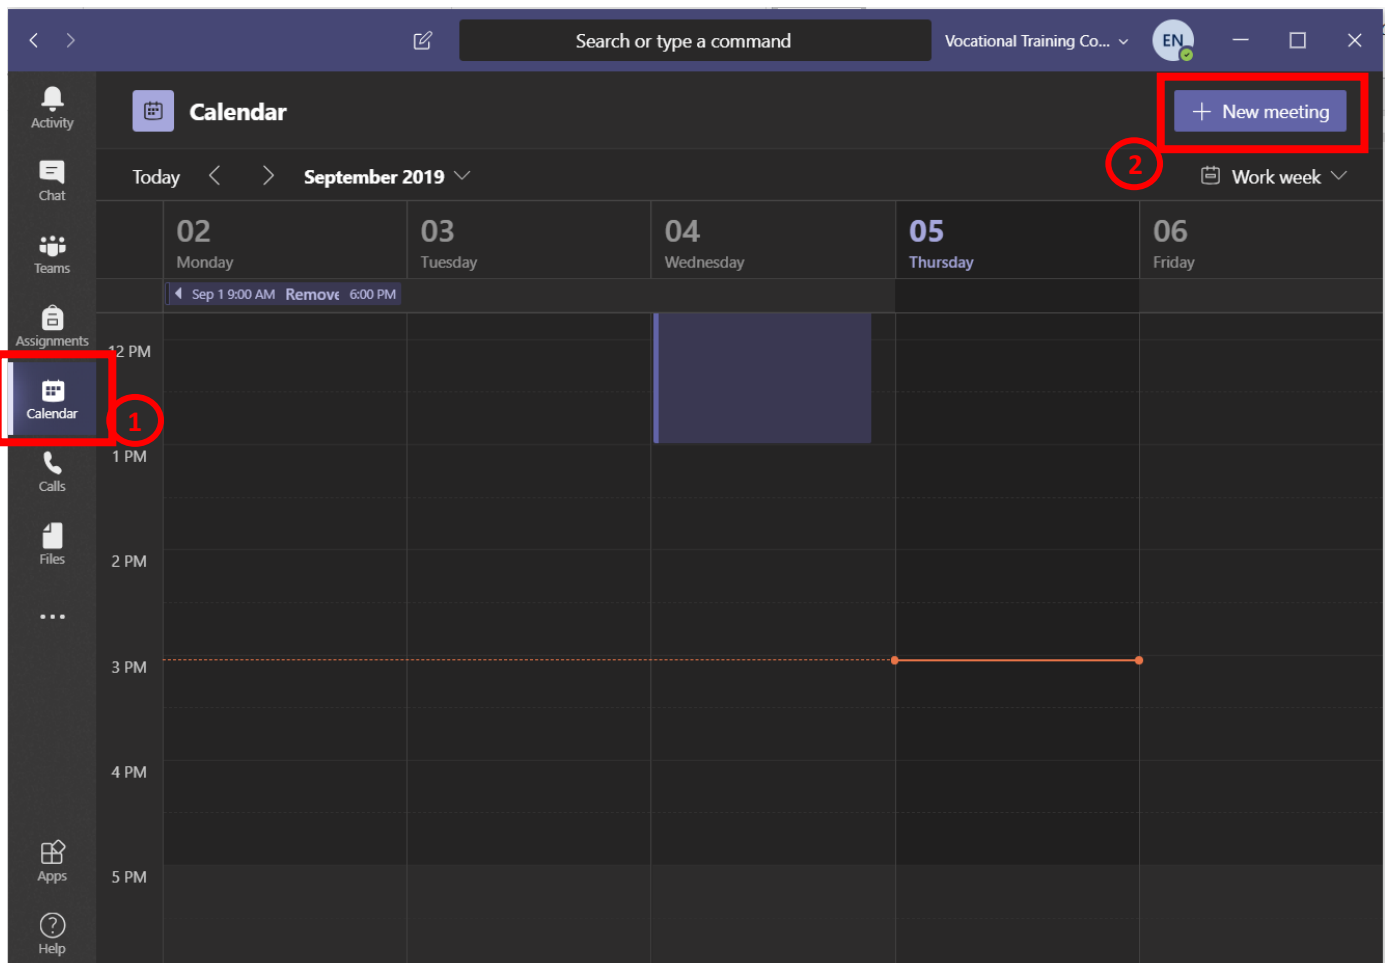 Search or type a command
Vocational Training Co...
EN
Activity
Chat
Teams
Assignments
Calendar
Calls
Files
Apps
Help
Calendar
+ New meeting
2
Today
September 2019
Work week
02
Monday
03
Tuesday
04
Wednesday
05
Thursday
06
Friday
Sep 1 9:00 AM Remove 6:00 PM
12 PM
1
1 PM
2 PM
3 PM
4 PM
5 PM